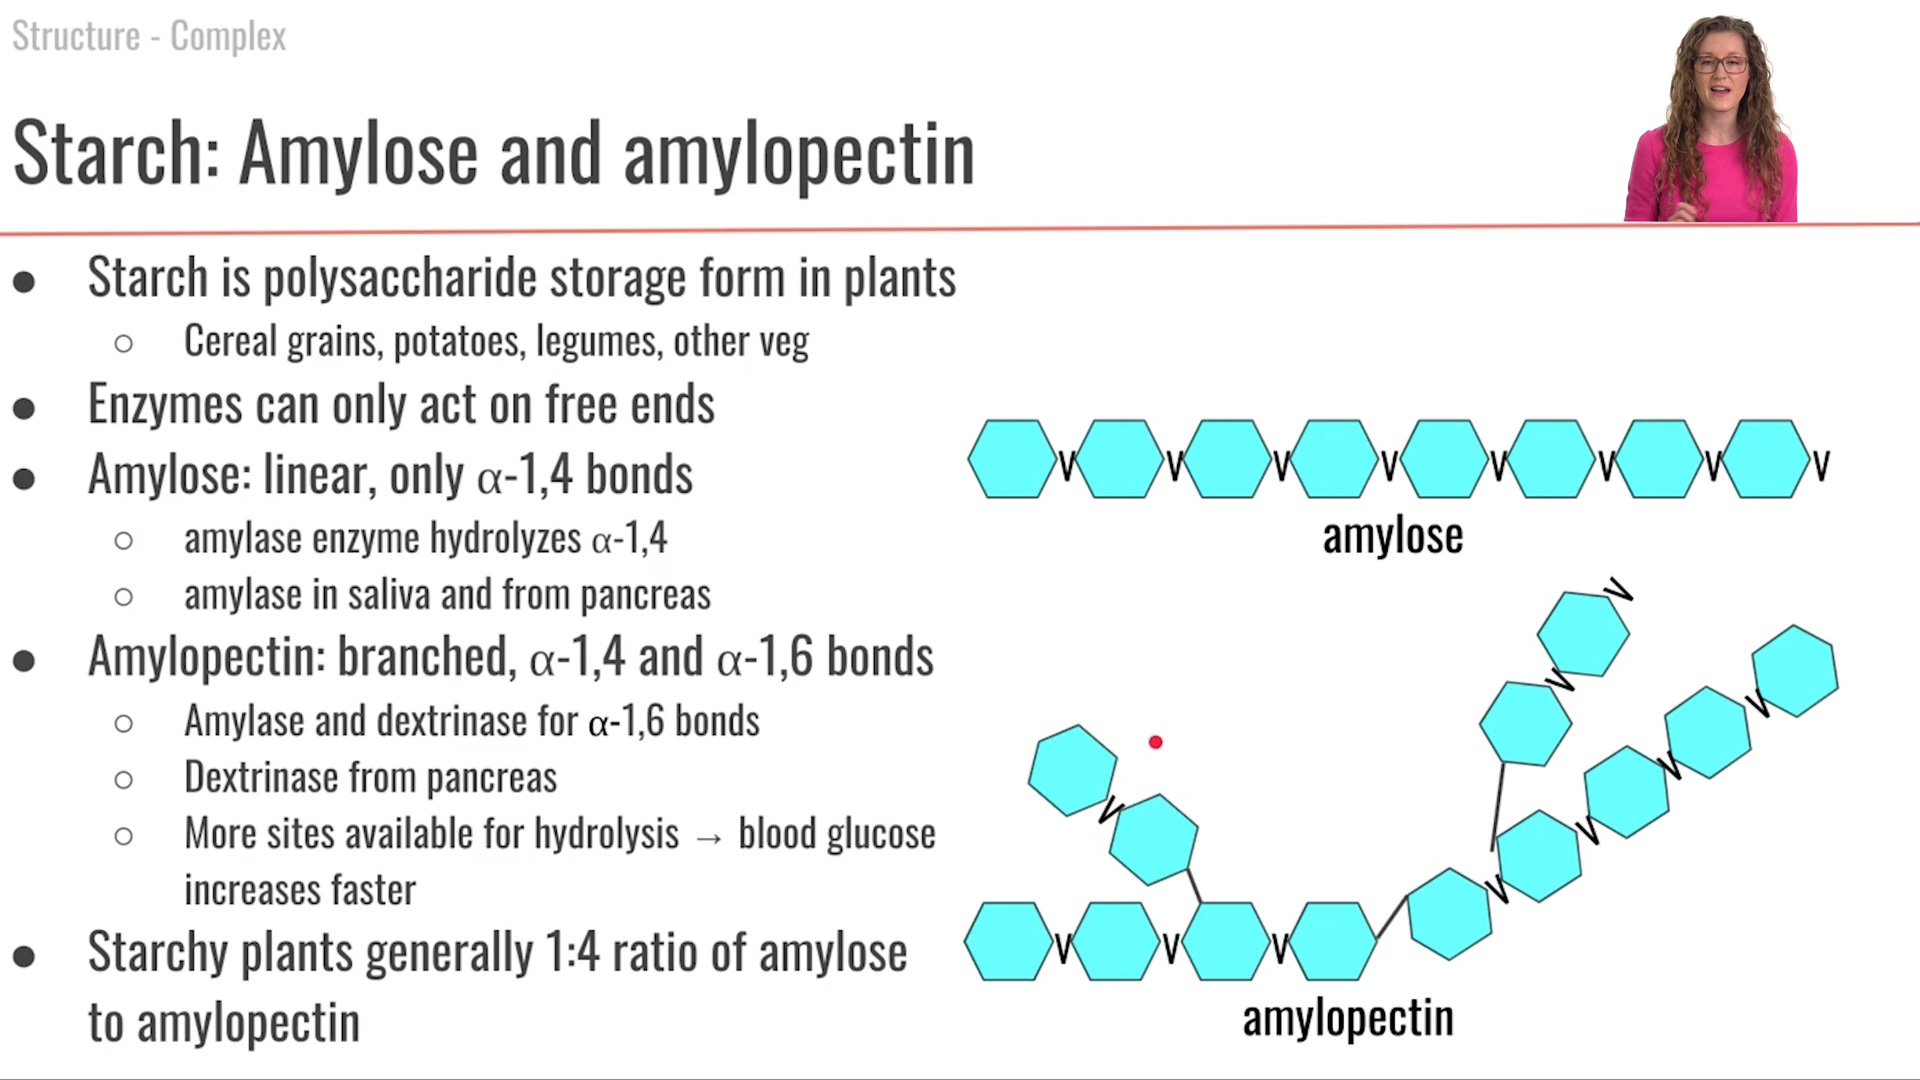 Structure - Complex
Starch: Amylose and amylopectin
● Starch is polysaccharide storage form in plants
○ Cereal grains, potatoes, legumes, other veg
● Enzymes can only act on free ends
● Amylose: linear, only α-1,4 bonds
○ amylase enzyme hydrolyzes α-1,4
○ amylase in saliva and from pancreas
● Amylopectin: branched, α-1,4 and α-1,6 bonds
○ Amylase and dextrinase for α-1,6 bonds
○ Dextrinase from pancreas
○ More sites available for hydrolysis → blood glucose
increases faster
● Starchy plants generally 1:4 ratio of amylose
to amylopectin
V V V V V V V V
amylose
V
V
V
V
V
V
V
V V V
amylopectin